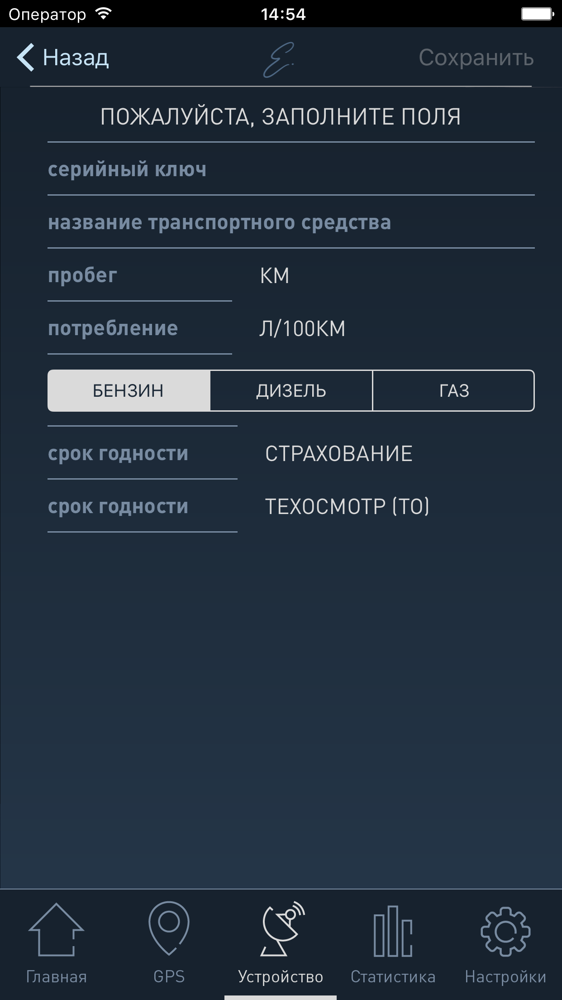 Оператор 14:54
Назад E. Сохранить
ПОЖАЛУЙСТА, ЗАПОЛНИТЕ ПОЛЯ
серийный ключ
название транспортного средства
пробег КМ
потребление Л/100КМ
БЕНЗИН ДИЗЕЛЬ ГАЗ
срок годности СТРАХОВАНИЕ
срок годности ТЕХОСМОТР (ТО)
Главная GPS Устройство Статистика Настройки